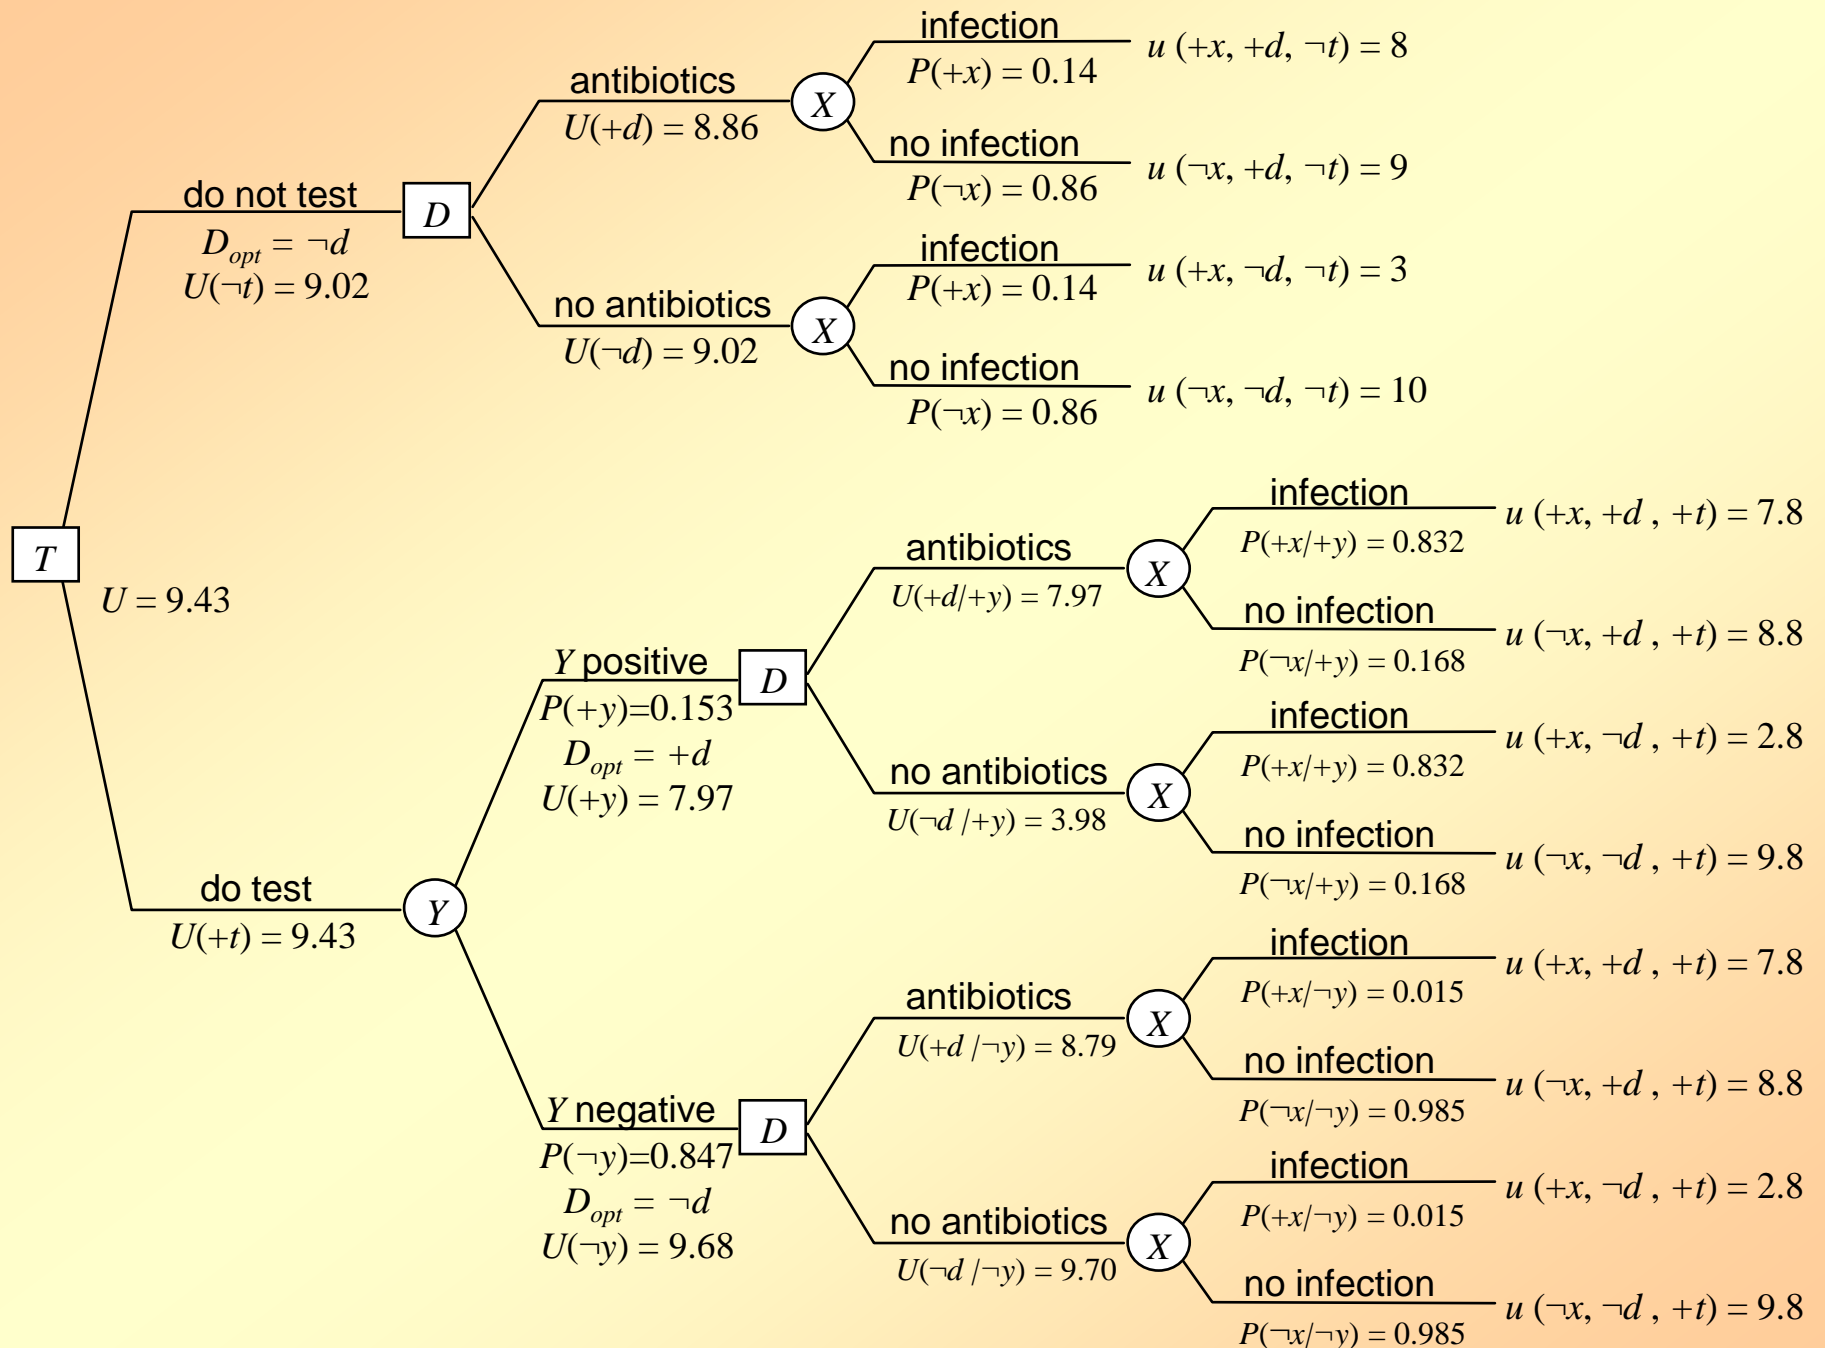 infection
P(+x) = 0.14
u (+x, +d, ¬t) = 8
antibiotics
U(+d) = 8.86
X
no infection
P(¬x) = 0.86
u (¬x, +d, ¬t) = 9
do not test
D_opt = ¬d
U(¬t) = 9.02
D
infection
P(+x) = 0.14
u (+x, ¬d, ¬t) = 3
no antibiotics
U(¬d) = 9.02
X
no infection
P(¬x) = 0.86
u (¬x, ¬d, ¬t) = 10
T
U = 9.43
infection
P(+x/+y) = 0.832
u (+x, +d , +t) = 7.8
antibiotics
U(+d/+y) = 7.97
X
no infection
P(¬x/+y) = 0.168
u (¬x, +d , +t) = 8.8
Y positive
P(+y)=0.153
D_opt = +d
U(+y) = 7.97
D
infection
P(+x/+y) = 0.832
u (+x, ¬d , +t) = 2.8
no antibiotics
U(¬d /+y) = 3.98
X
no infection
P(¬x/+y) = 0.168
u (¬x, ¬d , +t) = 9.8
do test
U(+t) = 9.43
Y
infection
P(+x/¬y) = 0.015
u (+x, +d , +t) = 7.8
antibiotics
U(+d /¬y) = 8.79
X
no infection
P(¬x/¬y) = 0.985
u (¬x, +d , +t) = 8.8
Y negative
P(¬y)=0.847
D_opt = ¬d
U(¬y) = 9.68
D
infection
P(+x/¬y) = 0.015
u (+x, ¬d , +t) = 2.8
no antibiotics
U(¬d /¬y) = 9.70
X
no infection
P(¬x/¬y) = 0.985
u (¬x, ¬d , +t) = 9.8